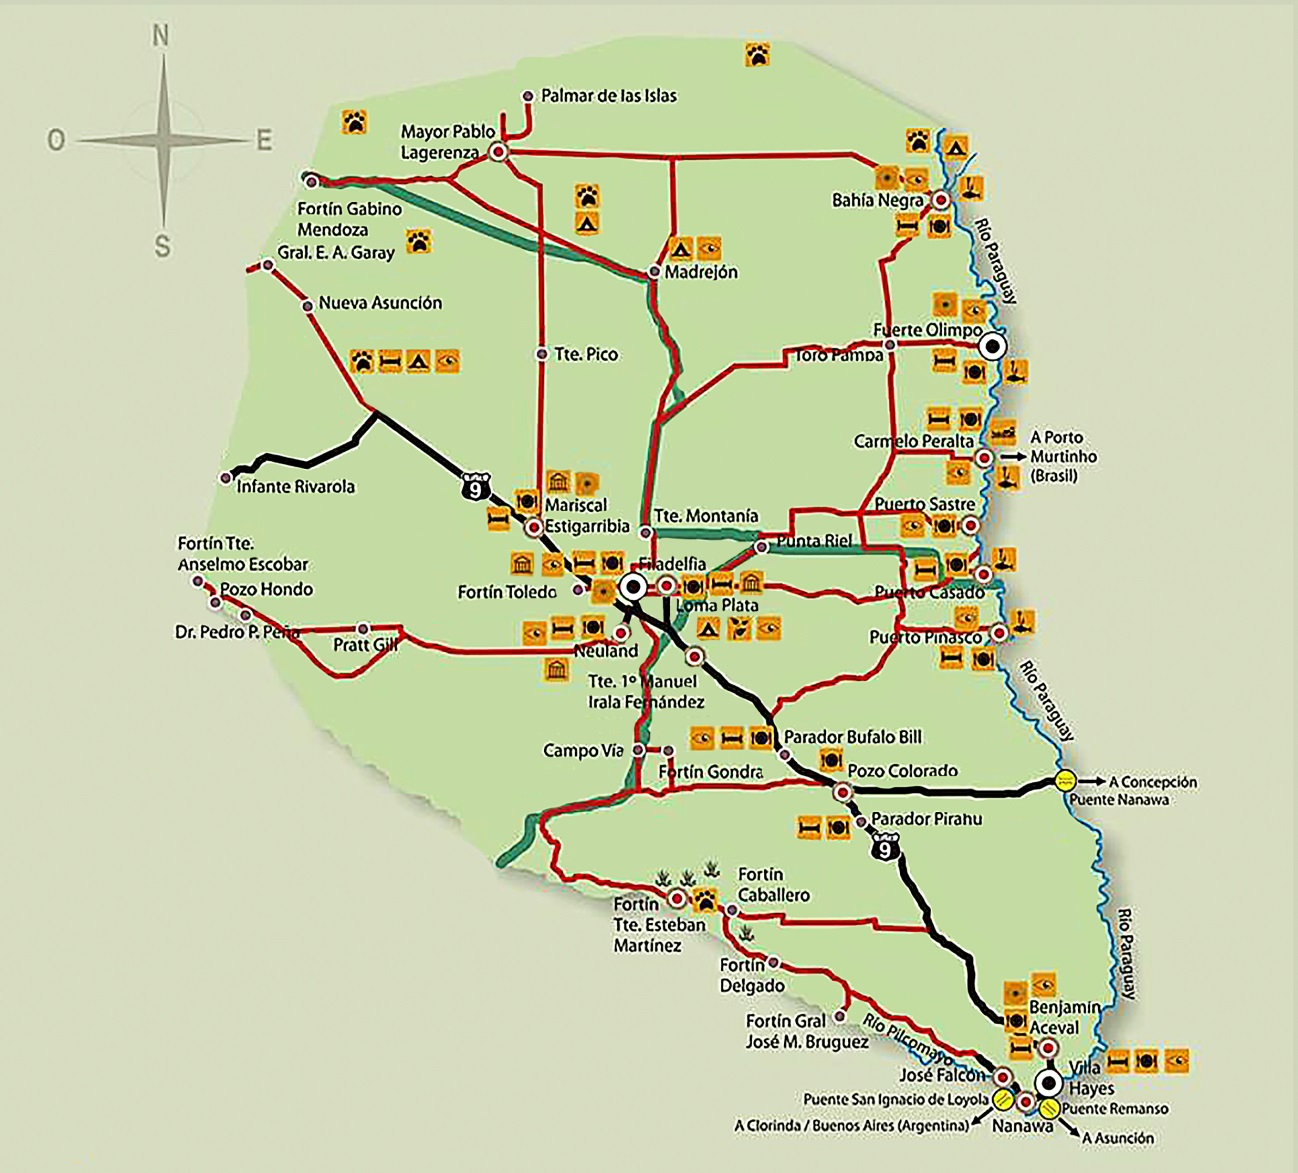 N
O
E
S
Palmar de las Islas
Mayor Pablo
Lagerenza
Fortín Gabino
Mendoza
Gral. E. A. Garay
Nueva Asunción
Bahía Negra
Río Paraguay
Madrejón
Tte. Pico
Fuerte Olimpo
Toro Pampa
Carmelo Peralta
A Porto
Murtinho
(Brasil)
Infante Rivarola
9
Mariscal
Estigarribia
Tte. Montanía
Puerto Sastre
Punta Riel
Fortín Tte.
Anselmo Escobar
Pozo Hondo
Dr. Pedro P. Peña
Pratt Gill
Fortín Toledo
Filadelfia
Loma Plata
Puerto Casado
Puerto Pinasco
Neuland
Tte. 1º Manuel
Irala Fernández
Río Paraguay
Campo Vía
Fortín Gondra
Parador Bufalo Bill
Pozo Colorado
A Concepción
Puente Nanawa
Parador Pirahu
9
Fortín
Caballero
Fortín
Tte. Esteban
Martínez
Fortín
Delgado
Río Paraguay
Fortín Gral
José M. Bruguez
Río Pilcomayo
Benjamín
Aceval
José Falcón
Villa
Hayes
Puente San Ignacio de Loyola
Puente Remanso
A Clorinda / Buenos Aires (Argentina)
Nanawa
A Asunción